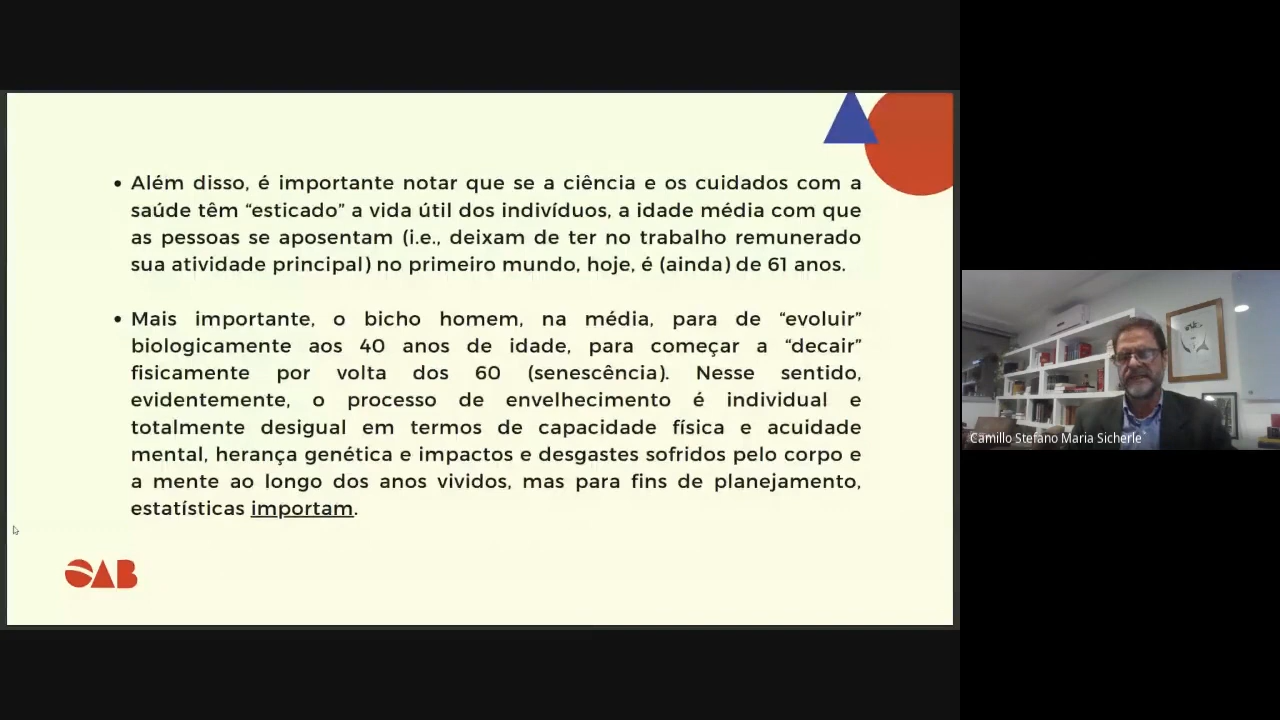 • Além disso, é importante notar que se a ciência e os cuidados com a
saúde têm “esticado” a vida útil dos indivíduos, a idade média com que
as pessoas se aposentam (i.e., deixam de ter no trabalho remunerado
sua atividade principal) no primeiro mundo, hoje, é (ainda) de 61 anos.
• Mais importante, o bicho homem, na média, para de “evoluir”
biologicamente aos 40 anos de idade, para começar a “decair”
fisicamente por volta dos 60 (senescência). Nesse sentido,
evidentemente, o processo de envelhecimento é individual e
totalmente desigual em termos de capacidade física e acuidade
mental, herança genética e impactos e desgastes sofridos pelo corpo e
a mente ao longo dos anos vividos, mas para fins de planejamento,
estatísticas importam.
OAB
Camillo Stefano Maria Sicherle